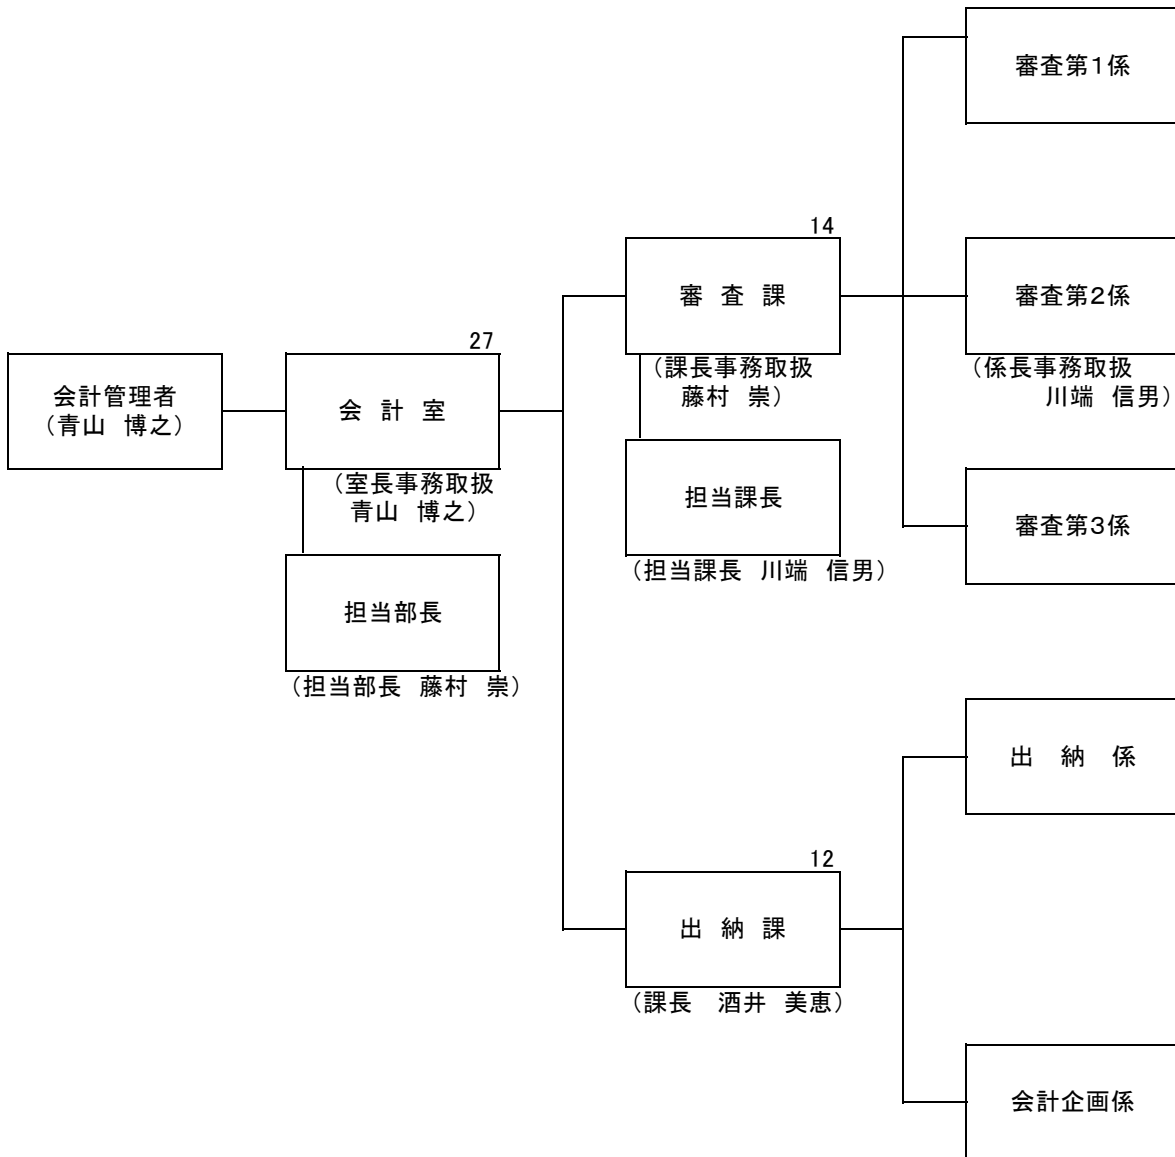 会計管理者
（青山　博之）
27
会　計　室
（室長事務取扱
青山　博之）
担当部長
（担当部長　藤村　崇）
14
審　査　課
（課長事務取扱
藤村　崇）
担当課長
（担当課長　川端　信男）
審査第１係
審査第２係
（係長事務取扱
川端　信男）
審査第３係
12
出　納　課
（課長　酒井　美恵）
出　納　係
会計企画係